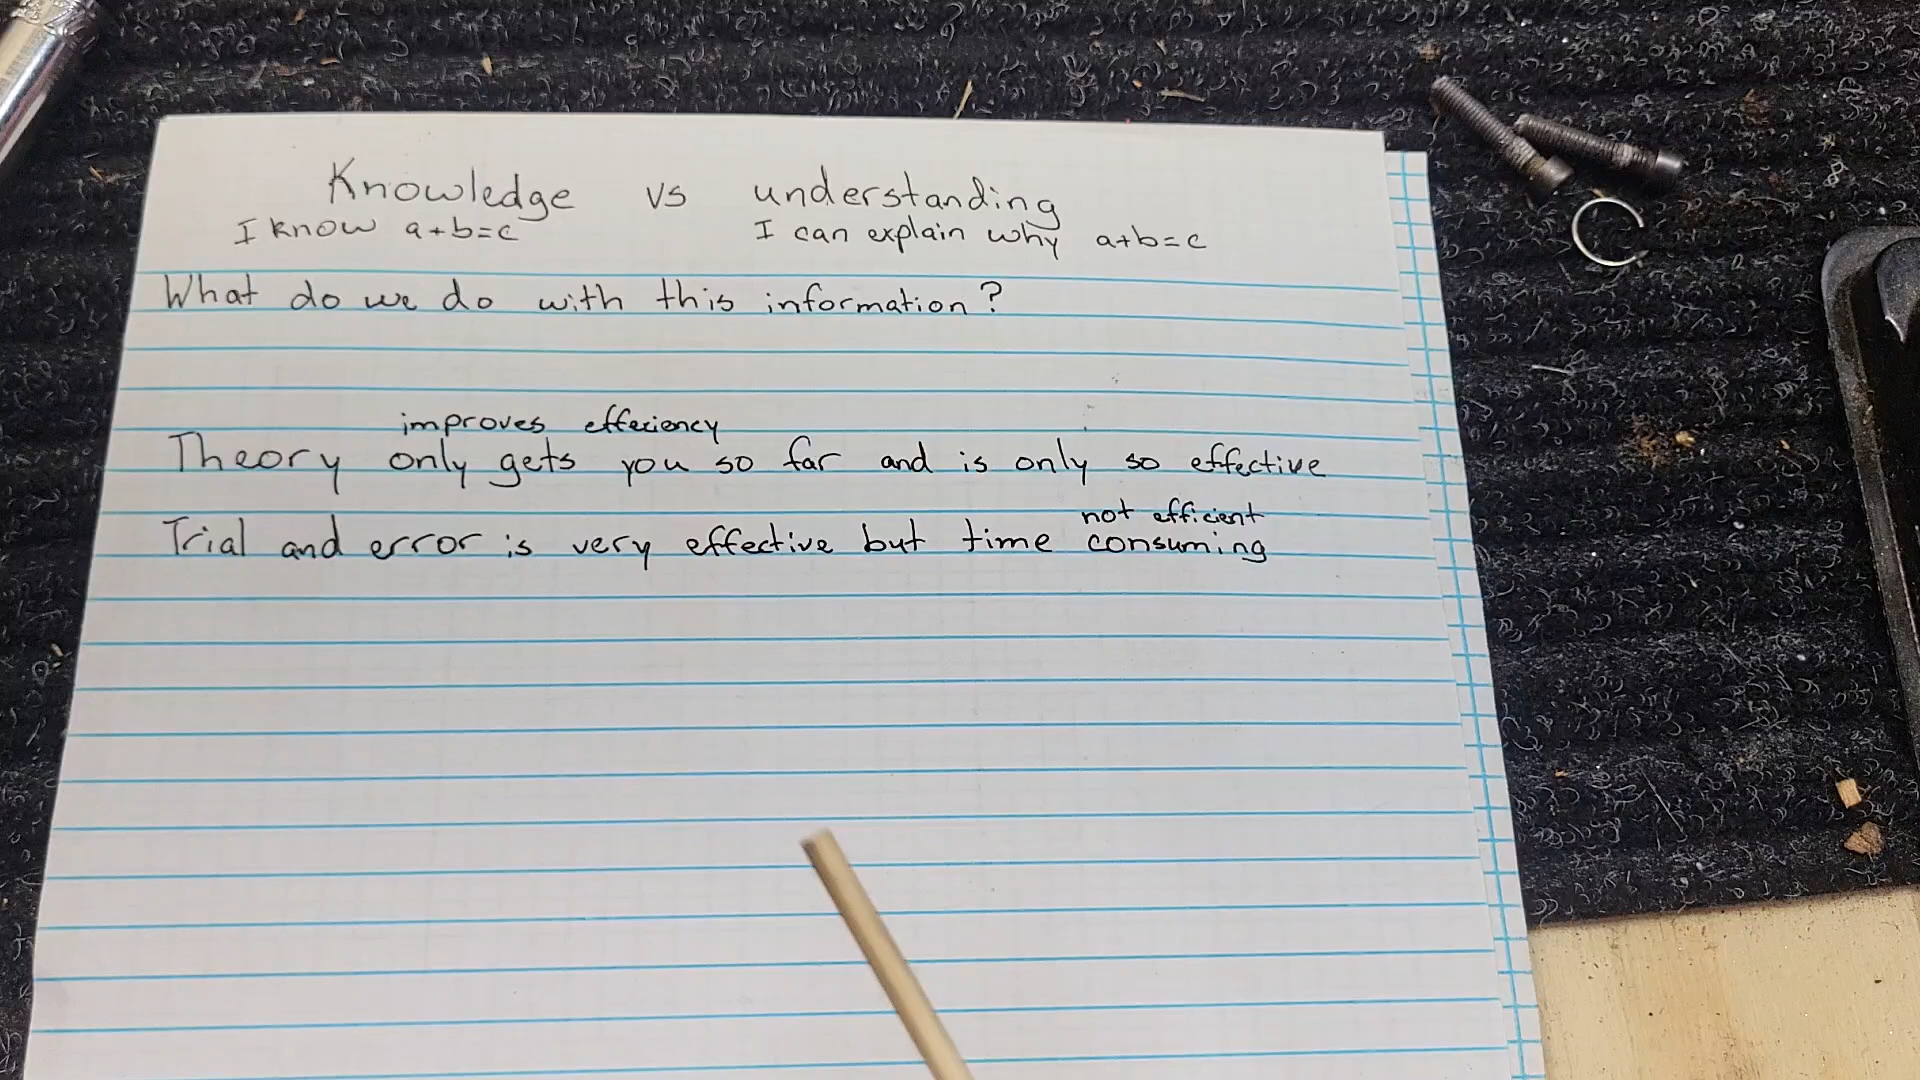 Knowledge vs understanding
I know a+b=c I can explain why a+b=c
What do we do with this information?
improves effeciency
Theory only gets you so far and is only so effective
not efficient
Trial and error is very effective but time consuming